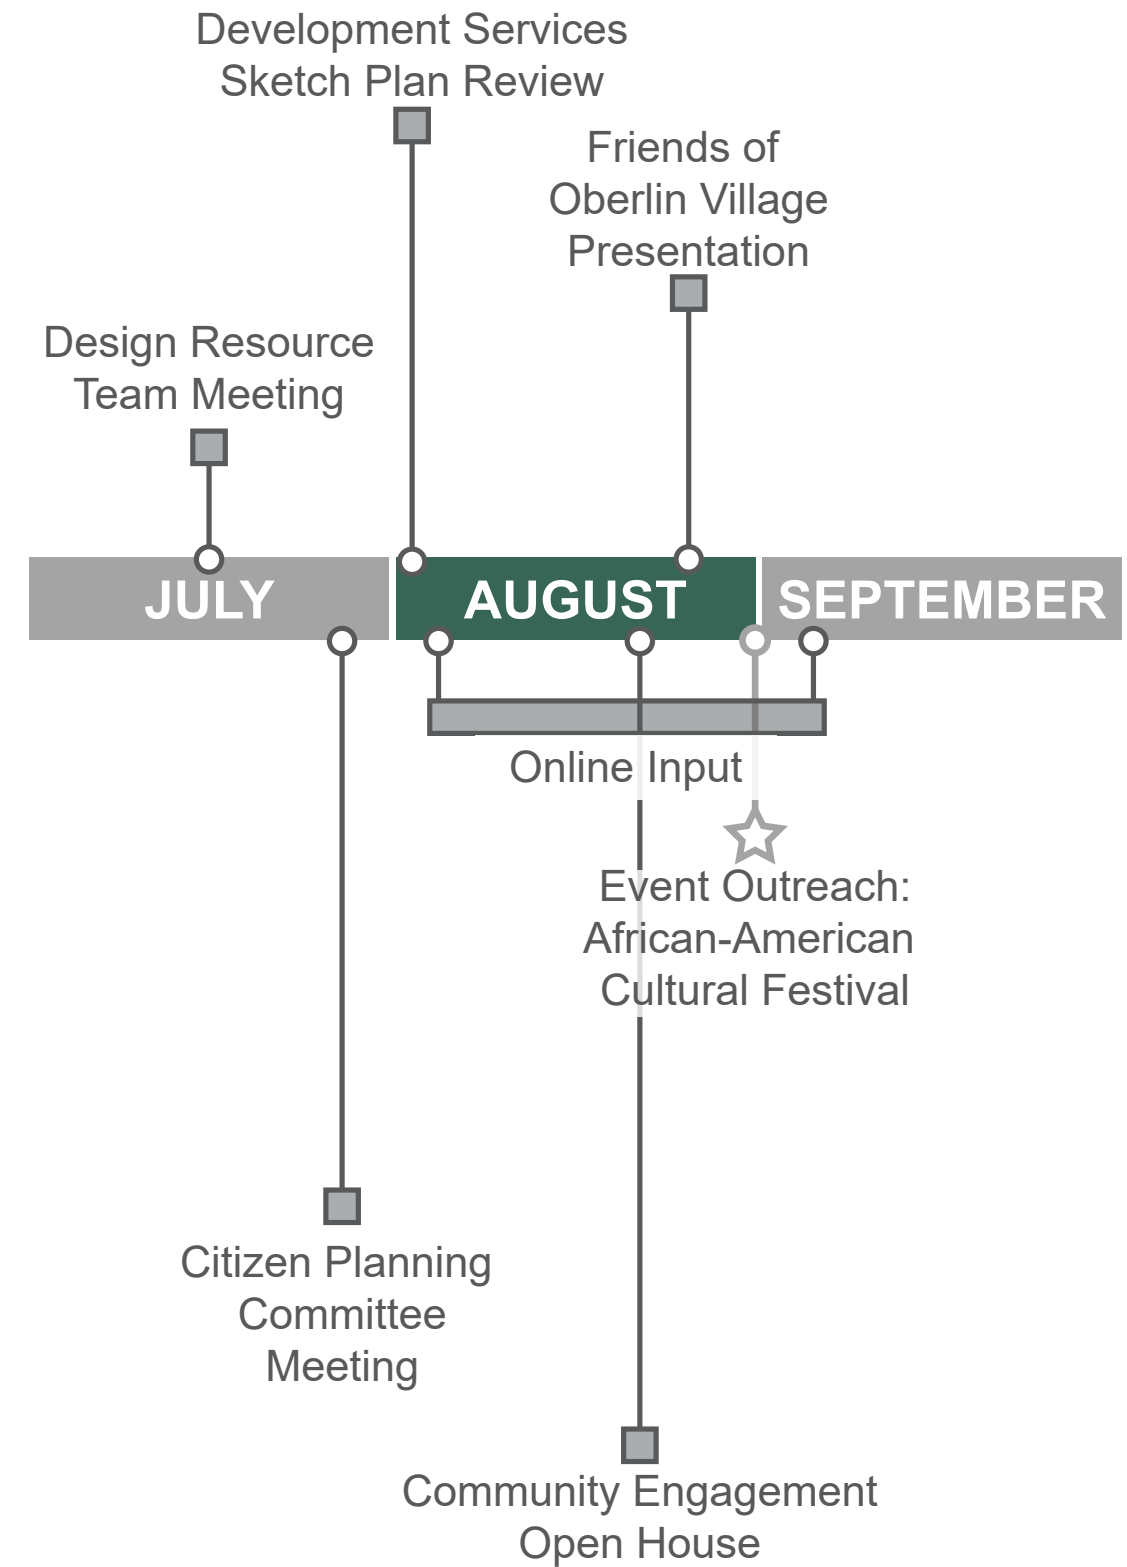 Development Services
Sketch Plan Review
Friends of
Oberlin Village
Presentation
Design Resource
Team Meeting
JULY
AUGUST
SEPTEMBER
Online Input
Event Outreach:
African-American
Cultural Festival
Citizen Planning
Committee
Meeting
Community Engagement
Open House